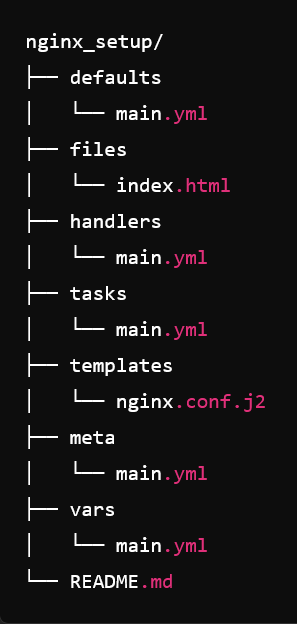 nginx_setup/
├── defaults
│   └── main.yml
├── files
│   └── index.html
├── handlers
│   └── main.yml
├── tasks
│   └── main.yml
├── templates
│   └── nginx.conf.j2
├── meta
│   └── main.yml
├── vars
│   └── main.yml
└── README.md